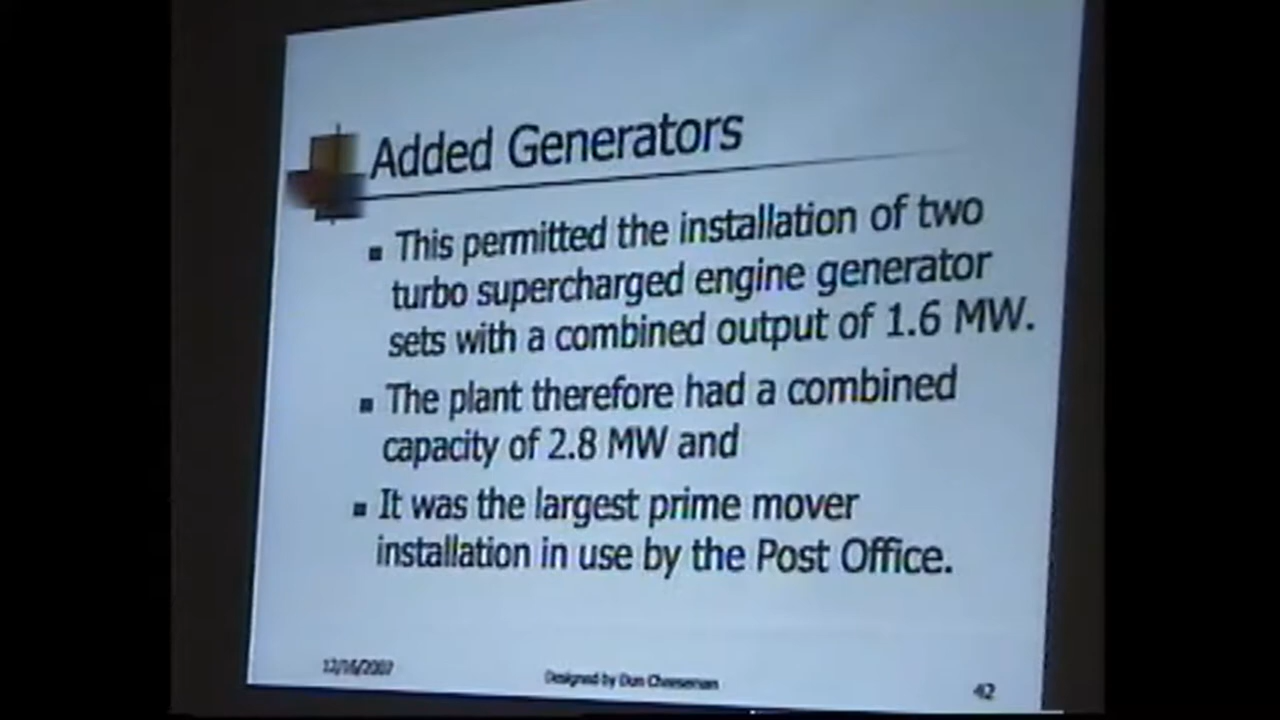 Added Generators
This permitted the installation of two
turbo supercharged engine generator
sets with a combined output of 1.6 MW.
The plant therefore had a combined
capacity of 2.8 MW and
It was the largest prime mover
installation in use by the Post Office.
12/16/2007
Designed by Don Cheeseman
42